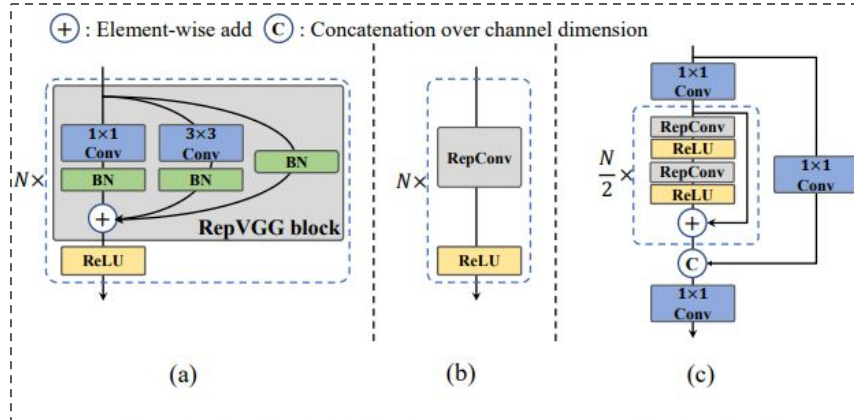 + : Element-wise add C : Concatenation over channel dimension
N×
1×1
Conv
BN
3×3
Conv
BN
BN
+
RepVGG block
ReLU
(a)
N×
RepConv
ReLU
(b)
1×1
Conv
N/2 ×
RepConv
ReLU
RepConv
ReLU
+
1×1
Conv
C
1×1
Conv
(c)